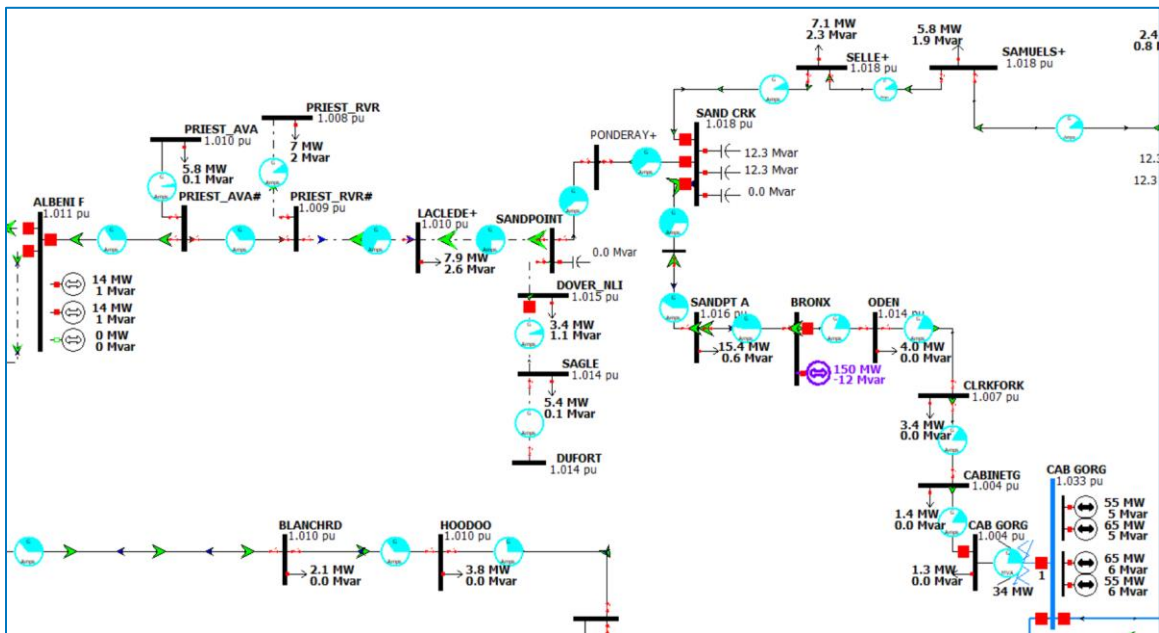 7.1 MW
2.3 Mvar
SELLE+
1.018 pu
5.8 MW
1.9 Mvar
SAMUELS+
1.018 pu
2.4
0.8
PRIEST_RVR
1.008 pu
7 MW
2 Mvar
PRIEST_AVA
1.010 pu
5.8 MW
0.1 Mvar
PONDERAY+
SAND CRK
1.018 pu
12.3 Mvar
12.3 Mvar
0.0 Mvar
12.3
12.3
ALBENI F
1.011 pu
PRIEST_AVA#
PRIEST_RVR#
1.009 pu
LACLEDE+
1.010 pu
7.9 MW
2.6 Mvar
SANDPOINT
0.0 Mvar
14 MW
1 Mvar
14 MW
1 Mvar
0 MW
0 Mvar
DOVER_NLI
1.015 pu
3.4 MW
1.1 Mvar
SAGLE
1.014 pu
5.4 MW
0.1 Mvar
DUFORT
1.014 pu
SANDPT A
1.016 pu
15.4 MW
0.6 Mvar
BRONX
150 MW
-12 Mvar
ODEN
1.014
4.0 MW
0.0 Mvar
CLRKFORK
1.007 pu
3.4 MW
0.0 Mvar
CABINETG
1.004 pu
1.4 MW
0.0 Mvar
CAB GORG
1.004 pu
1.3 MW
0.0 Mvar
34 MW
1
CAB GORG
1.033 pu
55 MW
5 Mvar
65 MW
5 Mvar
65 MW
6 Mvar
55 MW
6 Mvar
BLANCHRD
1.010 pu
2.1 MW
0.0 Mvar
HOODOO
1.010 pu
3.8 MW
0.0 Mvar